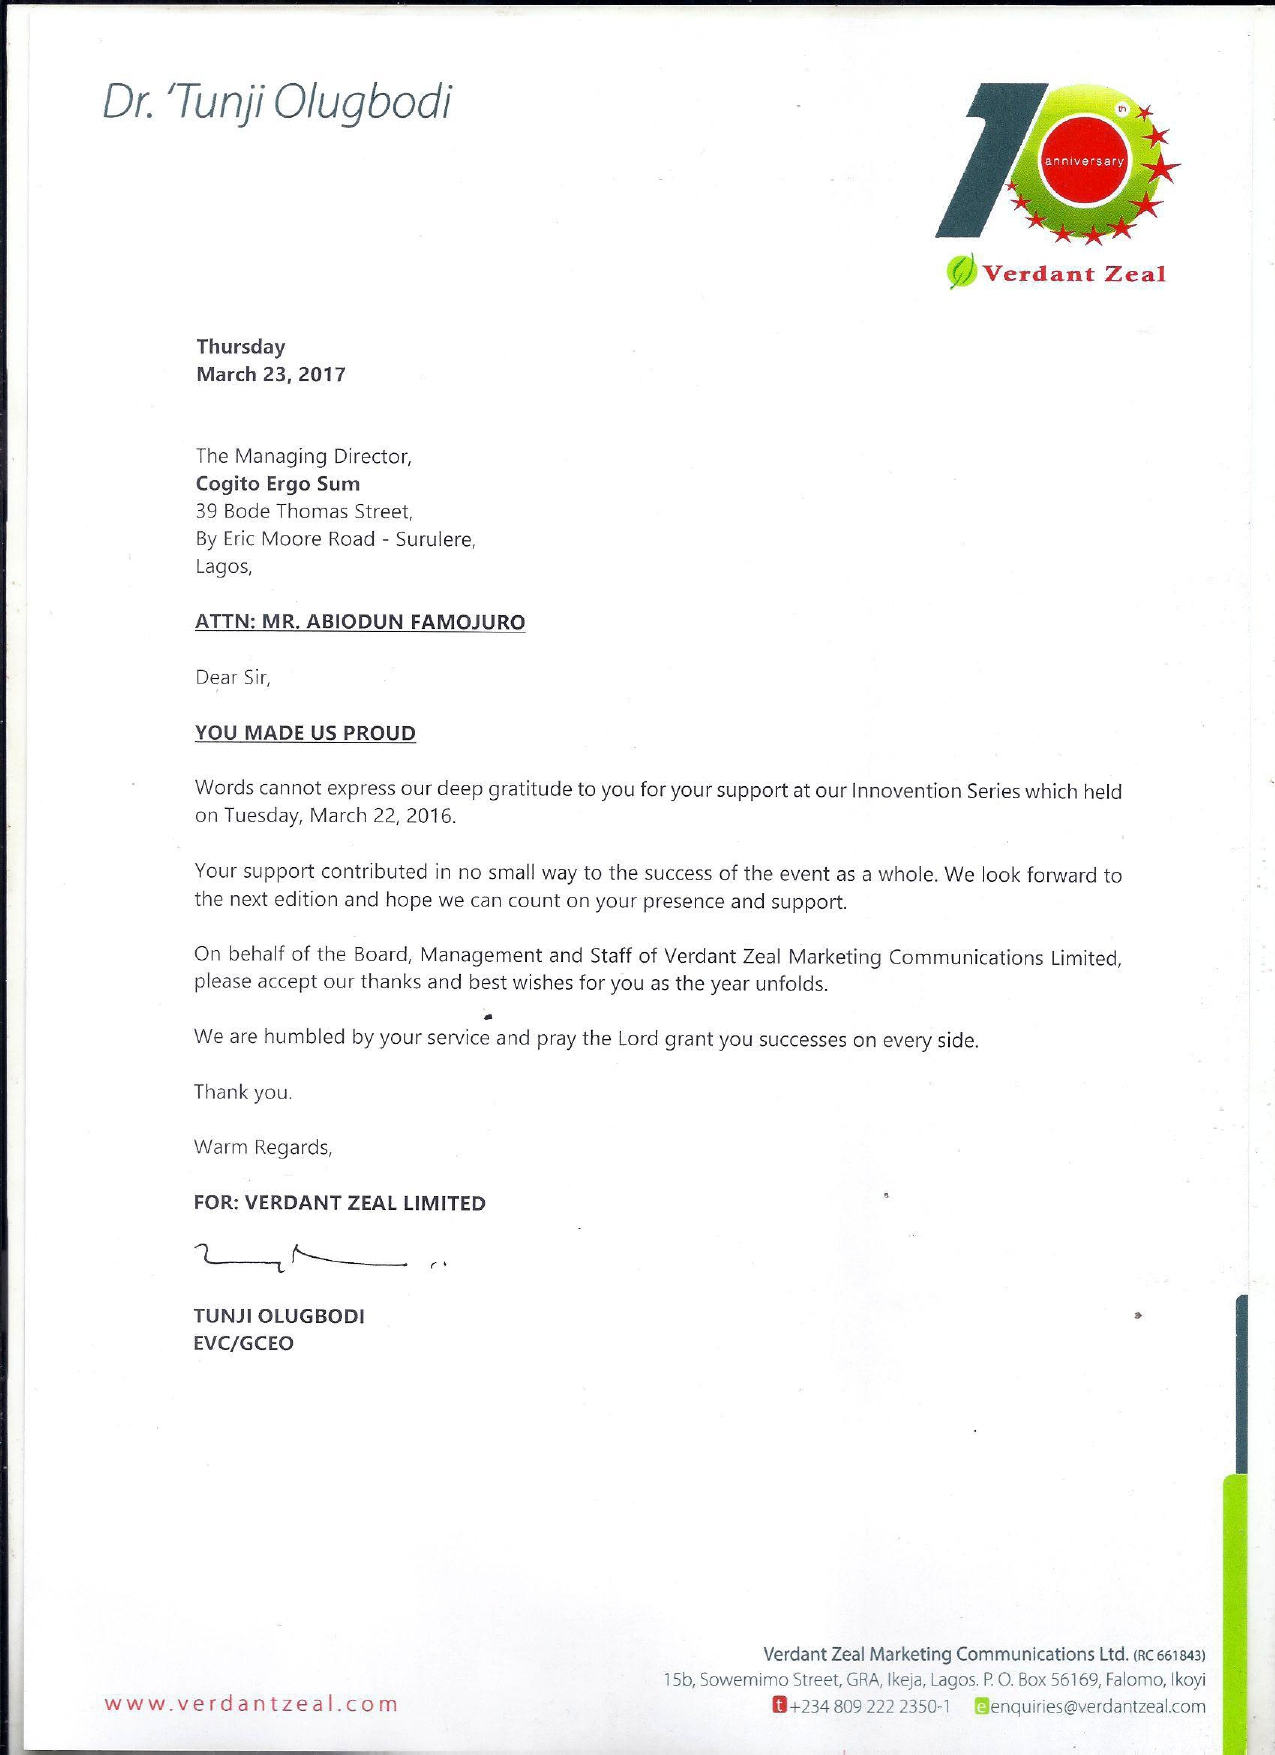 Dr. 'Tunji Olugbodi
10
th
anniversary
Verdant Zeal
Thursday
March 23, 2017
The Managing Director,
Cogito Ergo Sum
39 Bode Thomas Street,
By Eric Moore Road - Surulere,
Lagos,
ATTN: MR. ABIODUN FAMOJURO
Dear Sir,
YOU MADE US PROUD
Words cannot express our deep gratitude to you for your support at our Innovention Series which held
on Tuesday, March 22, 2016.
Your support contributed in no small way to the success of the event as a whole. We look forward to
the next edition and hope we can count on your presence and support.
On behalf of the Board, Management and Staff of Verdant Zeal Marketing Communications Limited,
please accept our thanks and best wishes for you as the year unfolds.
We are humbled by your service and pray the Lord grant you successes on every side.
Thank you.
Warm Regards,
FOR: VERDANT ZEAL LIMITED
TUNJI OLUGBODI
EVC/GCEO
Verdant Zeal Marketing Communications Ltd. (RC 661843)
15b, Sowemimo Street, GRA, Ikeja, Lagos. P. O. Box 56169, Falomo, Ikoyi
www.verdantzeal.com
t +234 809 222 2350-1 e enquiries@verdantzeal.com